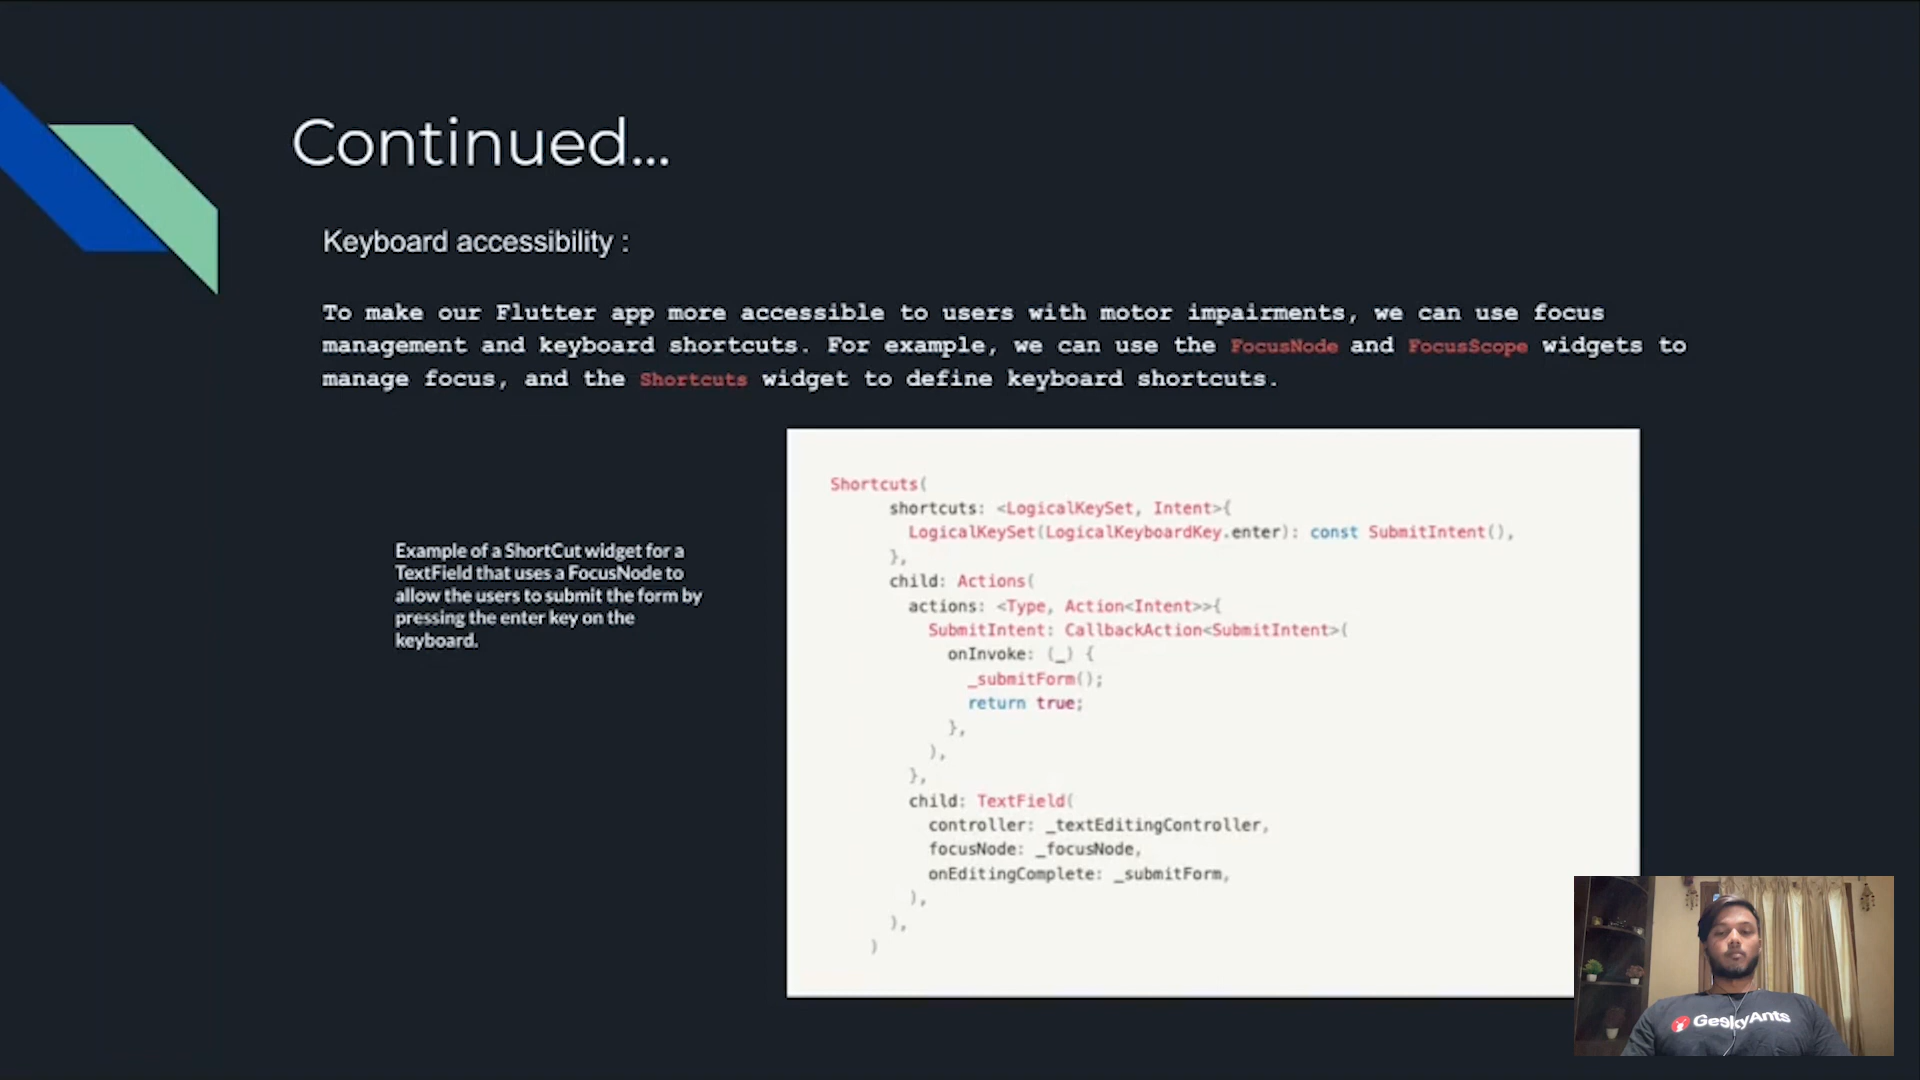 Continued...
Keyboard accessibility :
To make our Flutter app more accessible to users with motor impairments, we can use focus
management and keyboard shortcuts. For example, we can use the FocusNode and FocusScope widgets to
manage focus, and the Shortcuts widget to define keyboard shortcuts.
Example of a ShortCut widget for a
TextField that uses a FocusNode to
allow the users to submit the form by
pressing the enter key on the
keyboard.
Shortcuts(
shortcuts: <LogicalKeySet, Intent>{
LogicalKeySet(LogicalKeyboardKey.enter): const SubmitIntent(),
},
child: Actions(
actions: <Type, Action<Intent>>{
SubmitIntent: CallbackAction<SubmitIntent>(
onInvoke: (_) {
_submitForm();
return true;
},
),
},
child: TextField(
controller: _textEditingController,
focusNode: _focusNode,
onEditingComplete: _submitForm,
),
),
)
GeekyAnts